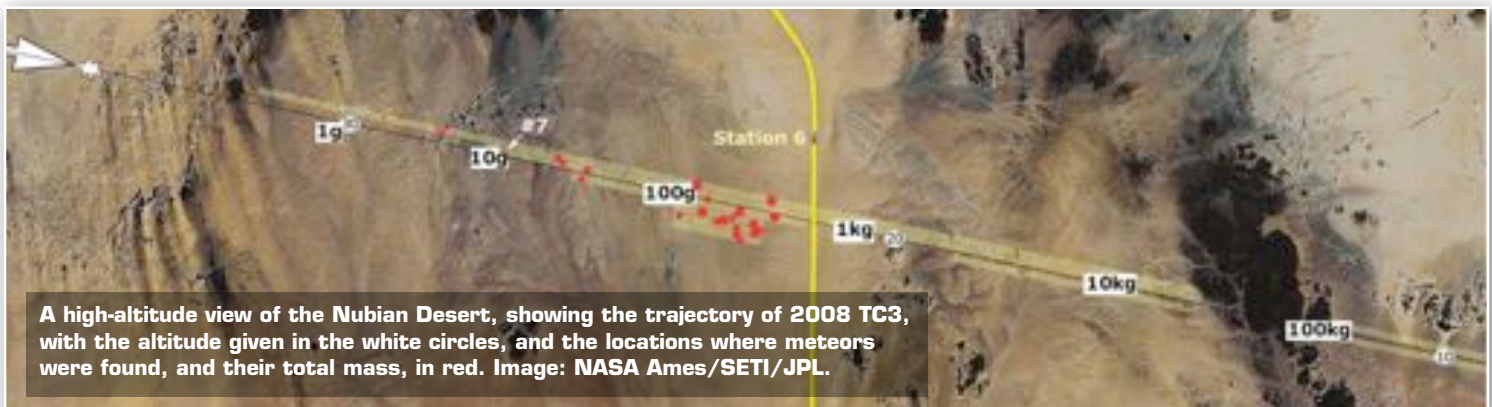 1g
#7
10g
Station 6
100g
1kg
20
10kg
100kg
10
A high-altitude view of the Nubian Desert, showing the trajectory of 2008 TC3,
with the altitude given in the white circles, and the locations where meteors
were found, and their total mass, in red. Image: NASA Ames/SETI/JPL.